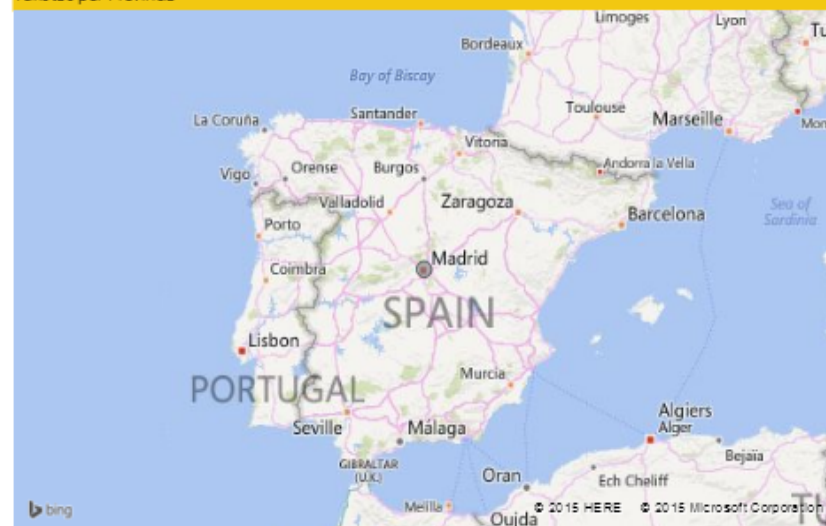 Limoges
Lyon
Bordeaux
Bay of Biscay
La Coruña
Santander
Toulouse
Marseille
Vitoria
Andorra la Vella
Vigo
Orense
Burgos
Valladolid
Zaragoza
Barcelona
Sea of
Sardinia
Porto
Coimbra
Madrid
SPAIN
Lisbon
PORTUGAL
Murcia
Seville
Málaga
Algiers
Alger
Bejaïa
GIBRALTAR
(U.K.)
Oran
Ech Cheliff
Melilla
Oujda
bing
© 2015 HERE © 2015 Microsoft Corporation